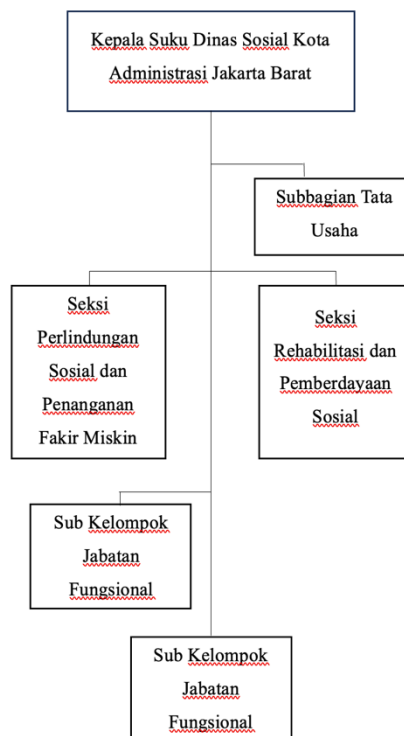 Kepala Suku Dinas Sosial Kota
Administrasi Jakarta Barat
Subbagian Tata
Usaha
Seksi
Perlindungan
Sosial dan
Penanganan
Fakir Miskin
Seksi
Rehabilitasi dan
Pemberdayaan
Sosial
Sub Kelompok
Jabatan
Fungsional
Sub Kelompok
Jabatan
Fungsional